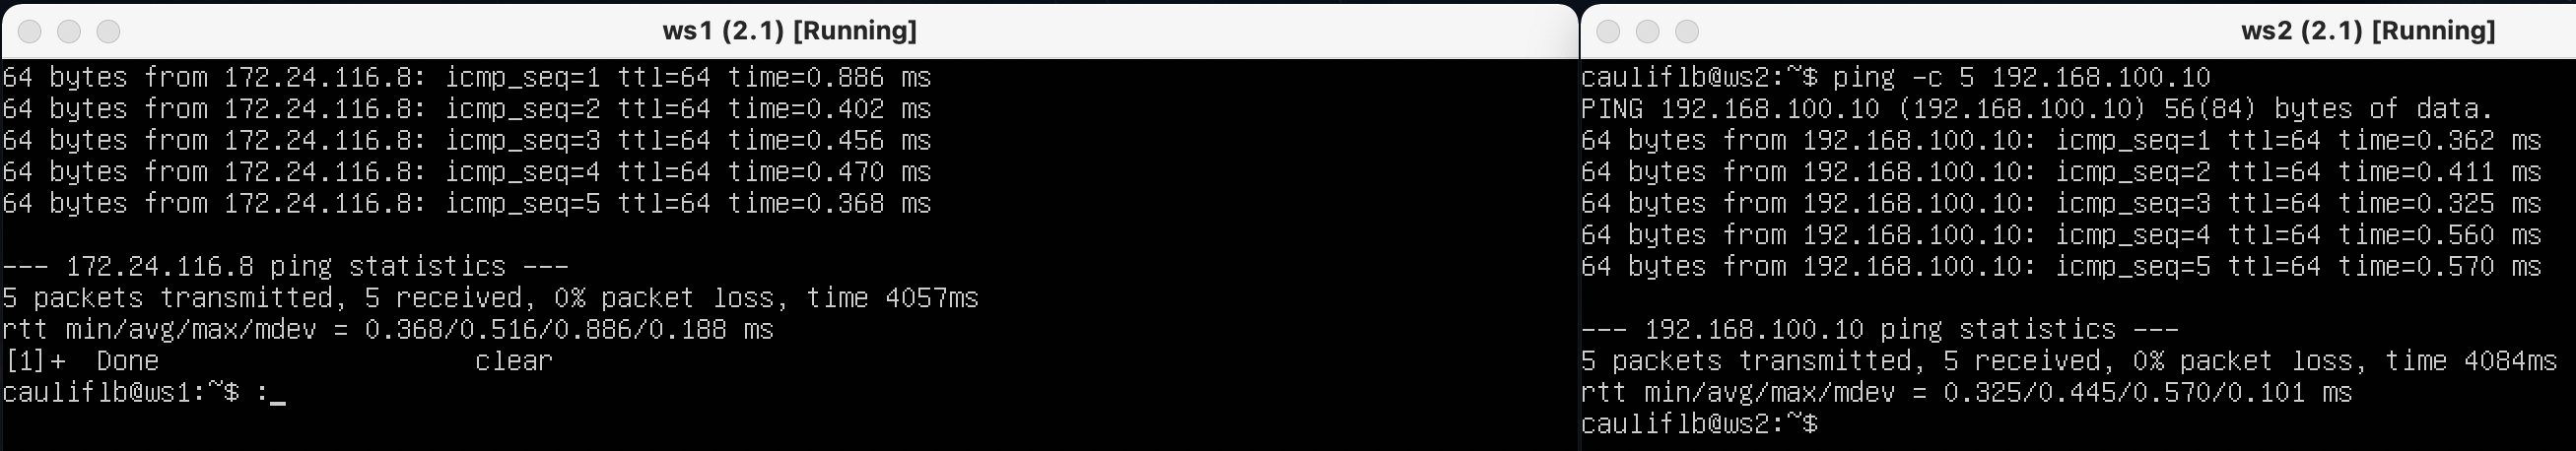 ws1 (2.1) [Running]
64 bytes from 172.24.116.8: icmp_seq=1 ttl=64 time=0.886 ms
64 bytes from 172.24.116.8: icmp_seq=2 ttl=64 time=0.402 ms
64 bytes from 172.24.116.8: icmp_seq=3 ttl=64 time=0.456 ms
64 bytes from 172.24.116.8: icmp_seq=4 ttl=64 time=0.470 ms
64 bytes from 172.24.116.8: icmp_seq=5 ttl=64 time=0.368 ms
--- 172.24.116.8 ping statistics ---
5 packets transmitted, 5 received, 0% packet loss, time 4057ms
rtt min/avg/max/mdev = 0.368/0.516/0.886/0.188 ms
[1]+  Done                    clear
cauliflb@ws1:~$ :_
ws2 (2.1) [Running]
cauliflb@ws2:~$ ping -c 5 192.168.100.10
PING 192.168.100.10 (192.168.100.10) 56(84) bytes of data.
64 bytes from 192.168.100.10: icmp_seq=1 ttl=64 time=0.362 ms
64 bytes from 192.168.100.10: icmp_seq=2 ttl=64 time=0.411 ms
64 bytes from 192.168.100.10: icmp_seq=3 ttl=64 time=0.325 ms
64 bytes from 192.168.100.10: icmp_seq=4 ttl=64 time=0.560 ms
64 bytes from 192.168.100.10: icmp_seq=5 ttl=64 time=0.570 ms
--- 192.168.100.10 ping statistics ---
5 packets transmitted, 5 received, 0% packet loss, time 4084ms
rtt min/avg/max/mdev = 0.325/0.445/0.570/0.101 ms
cauliflb@ws2:~$